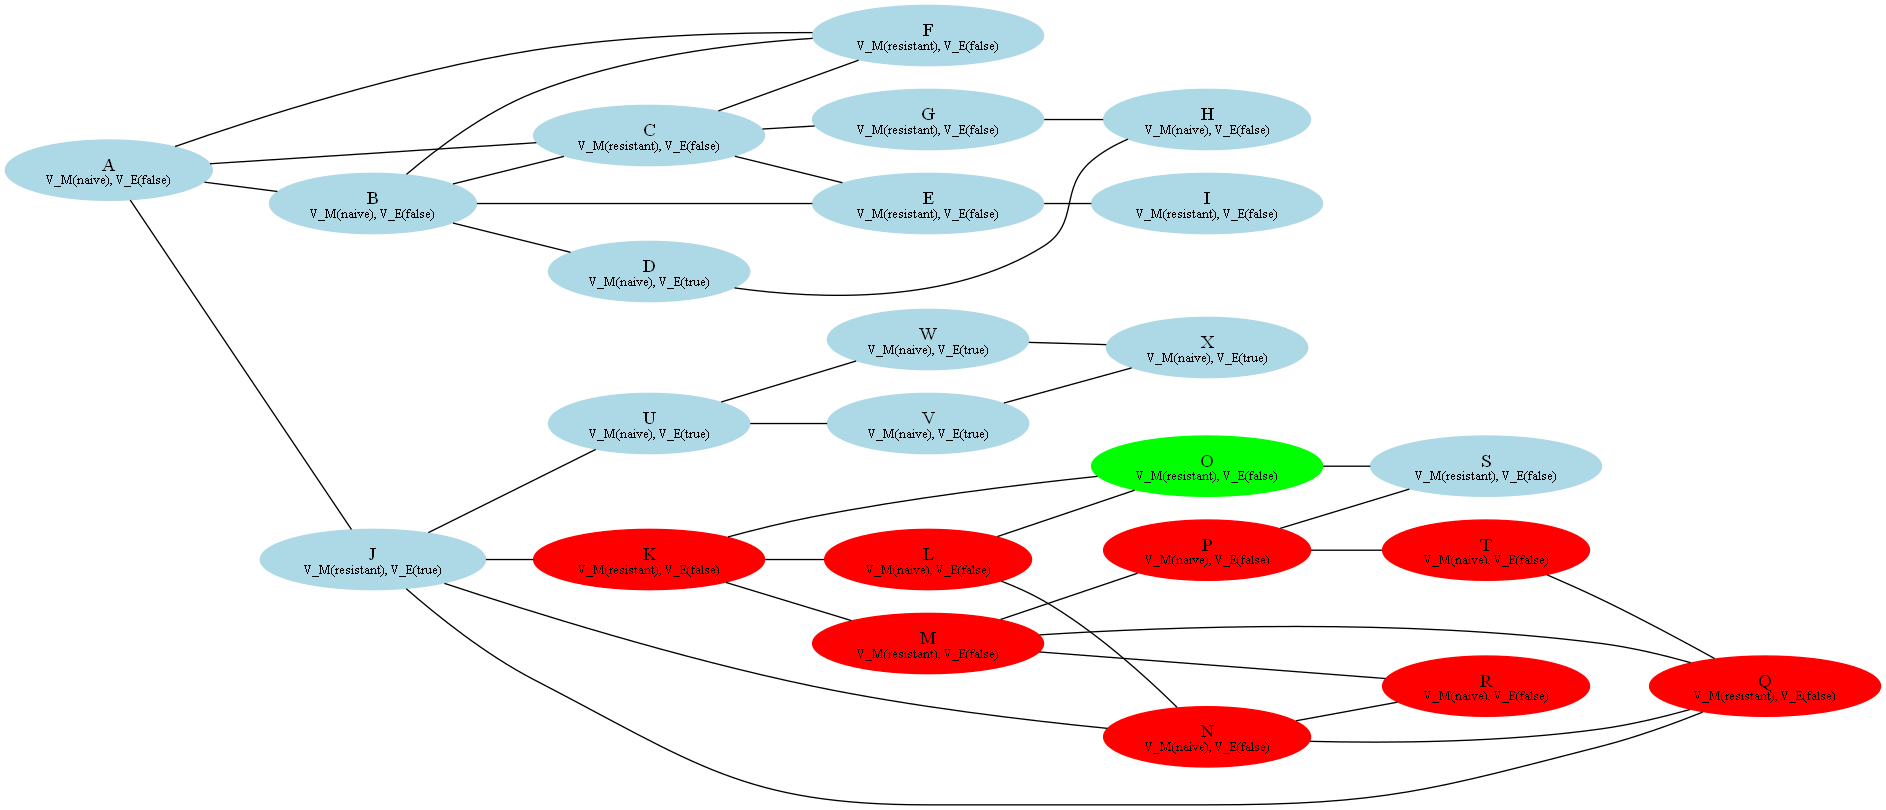 F
V_M(resistant), V_E(false)
G
V_M(resistant), V_E(false)
H
V_M(naive), V_E(false)
C
V_M(resistant), V_E(false)
A
V_M(naive), V_E(false)
B
V_M(naive), V_E(false)
E
V_M(resistant), V_E(false)
I
V_M(resistant), V_E(false)
D
V_M(naive), V_E(true)
W
V_M(naive), V_E(true)
X
V_M(naive), V_E(true)
U
V_M(naive), V_E(true)
V
V_M(naive), V_E(true)
O
V_M(resistant), V_E(false)
S
V_M(resistant), V_E(false)
J
V_M(resistant), V_E(true)
K
V_M(resistant), V_E(false)
L
V_M(naive), V_E(false)
P
V_M(naive), V_E(false)
T
V_M(naive), V_E(false)
M
V_M(resistant), V_E(false)
R
V_M(naive), V_E(false)
Q
V_M(resistant), V_E(false)
N
V_M(naive), V_E(false)